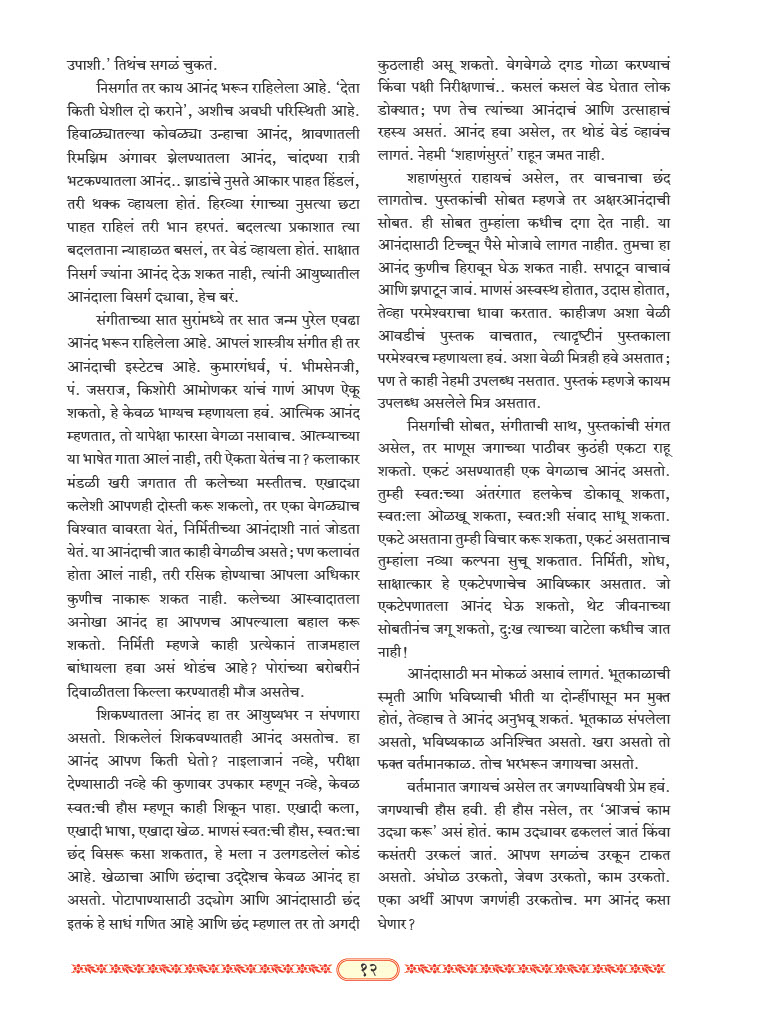 उपाशी.’ तिथंच सगळं चुकतं.
निसर्गात तर काय आनंद भरून राहिलेला आहे. ‘देता
किती घेशील दो कराने’, अशीच अवधी परिस्थिती आहे.
हिवाळ्यातल्या कोवळ्या उन्हाचा आनंद, श्रावणातली
रिमझिम अंगावर झेलण्यातला आनंद, चांदण्या रात्री
भटकण्यातला आनंद.. झाडांचे नुसते आकार पाहत हिंडलं,
तरी थक्क व्हायला होतं. हिरव्या रंगाच्या नुसत्या छटा
पाहत राहिलं तरी भान हरपतं. बदलत्या प्रकाशात त्या
बदलताना न्याहाळत बसलं, तर वेडं व्हायला होतं. साक्षात
निसर्ग ज्यांना आनंद देऊ शकत नाही, त्यांनी आयुष्यातील
आनंदाला विसर्ग द्यावा, हेच बरं.
संगीताच्या सात सुरांमध्ये तर सात जन्म पुरेल एवढा
आनंद भरून राहिलेला आहे. आपलं शास्त्रीय संगीत ही तर
आनंदाची इस्टेटच आहे. कुमारगंधर्व, पं. भीमसेनजी,
पं. जसराज, किशोरी आमोणकर यांचं गाणं आपण ऐकू
शकतो, हे केवळ भाग्यच म्हणायला हवं. आत्मिक आनंद
म्हणतात, तो यापेक्षा फारसा वेगळा नसावाच. आत्म्याच्या
या भाषेत गाता आलं नाही, तरी ऐकता येतंच ना? कलाकार
मंडळी खरी जगतात ती कलेच्या मस्तीतच. एखाद्या
कलेशी आपणही दोस्ती करू शकलो, तर एका वेगळ्याच
विश्वात वावरता येतं, निर्मितीच्या आनंदाशी नातं जोडता
येतं. या आनंदाची जात काही वेगळीच असते; पण कलावंत
होता आलं नाही, तरी रसिक होण्याचा आपला अधिकार
कुणीच नाकारू शकत नाही. कलेच्या आस्वादातला
अनोखा आनंद हा आपणच आपल्याला बहाल करू
शकतो. निर्मिती म्हणजे काही प्रत्येकानं ताजमहाल
बांधायला हवा असं थोडंच आहे? पोरांच्या बरोबरीनं
दिवाळीतला किल्ला करण्यातही मौज असतेच.
शिकण्यातला आनंद हा तर आयुष्यभर न संपणारा
असतो. शिकलेलं शिकवण्यातही आनंद असतोच. हा
आनंद आपण किती घेतो? नाइलाजानं नव्हे, परीक्षा
देण्यासाठी नव्हे की कुणावर उपकार म्हणून नव्हे, केवळ
स्वत:ची हौस म्हणून काही शिकून पाहा. एखादी कला,
एखादी भाषा, एखादा खेळ. माणसं स्वत:ची हौस, स्वत:चा
छंद विसरू कसा शकतात, हे मला न उलगडलेलं कोडं
आहे. खेळाचा आणि छंदाचा उद्देशच केवळ आनंद हा
असतो. पोटापाण्यासाठी उद्योग आणि आनंदासाठी छंद
इतकं हे साधं गणित आहे आणि छंद म्हणाल तर तो अगदी
कुठलाही असू शकतो. वेगवेगळे दगड गोळा करण्याचं
किंवा पक्षी निरीक्षणाचं.. कसलं कसलं वेड घेतात लोक
डोक्यात; पण तेच त्यांच्या आनंदाचं आणि उत्साहाचं
रहस्य असतं. आनंद हवा असेल, तर थोडं वेडं व्हावंच
लागतं. नेहमी ‘शहाणंसुरतं’ राहून जमत नाही.
शहाणंसुरतं राहायचं असेल, तर वाचनाचा छंद
लागतोच. पुस्तकांची सोबत म्हणजे तर अक्षरआनंदाची
सोबत. ही सोबत तुम्हांला कधीच दगा देत नाही. या
आनंदासाठी टिच्चून पैसे मोजावे लागत नाहीत. तुमचा हा
आनंद कुणीच हिरावून घेऊ शकत नाही. सपाटून वाचावं
आणि झपाटून जावं. माणसं अस्वस्थ होतात, उदास होतात,
तेव्हा परमेश्वराचा धावा करतात. काहीजण अशा वेळी
आवडीचं पुस्तक वाचतात, त्यादृष्टीनं पुस्तकाला
परमेश्वरच म्हणायला हवं. अशा वेळी मित्रही हवे असतात;
पण ते काही नेहमी उपलब्ध नसतात. पुस्तकं म्हणजे कायम
उपलब्ध असलेले मित्र असतात.
निसर्गाची सोबत, संगीताची साथ, पुस्तकांची संगत
असेल, तर माणूस जगाच्या पाठीवर कुठंही एकटा राहू
शकतो. एकटं असण्यातही एक वेगळाच आनंद असतो.
तुम्ही स्वत:च्या अंतरंगात हलकेच डोकावू शकता,
स्वत:ला ओळखू शकता, स्वत:शी संवाद साधू शकता.
एकटे असताना तुम्ही विचार करू शकता, एकटं असतानाच
तुम्हांला नव्या कल्पना सुचू शकतात. निर्मिती, शोध,
साक्षात्कार हे एकटेपणाचेच आविष्कार असतात. जो
एकटेपणातला आनंद घेऊ शकतो, थेट जीवनाच्या
सोबतीनंच जगू शकतो, दु:ख त्याच्या वाटेला कधीच जात
नाही!
आनंदासाठी मन मोकळं असावं लागतं. भूतकाळाची
स्मृती आणि भविष्याची भीती या दोन्हींपासून मन मुक्त
होतं, तेव्हाच ते आनंद अनुभवू शकतं. भूतकाळ संपलेला
असतो, भविष्यकाळ अनिश्चित असतो. खरा असतो तो
फक्त वर्तमानकाळ. तोच भरभरून जगायचा असतो.
वर्तमानात जगायचं असेल तर जगण्याविषयी प्रेम हवं.
जगण्याची हौस हवी. ही हौस नसेल, तर ‘आजचं काम
उद्या करू’ असं होतं. काम उद्यावर ढकललं जातं किंवा
कसंतरी उरकलं जातं. आपण सगळंच उरकून टाकत
असतो. अंघोळ उरकतो, जेवण उरकतो, काम उरकतो.
एका अर्थी आपण जगणंही उरकतोच. मग आनंद कसा
घेणार?
१२